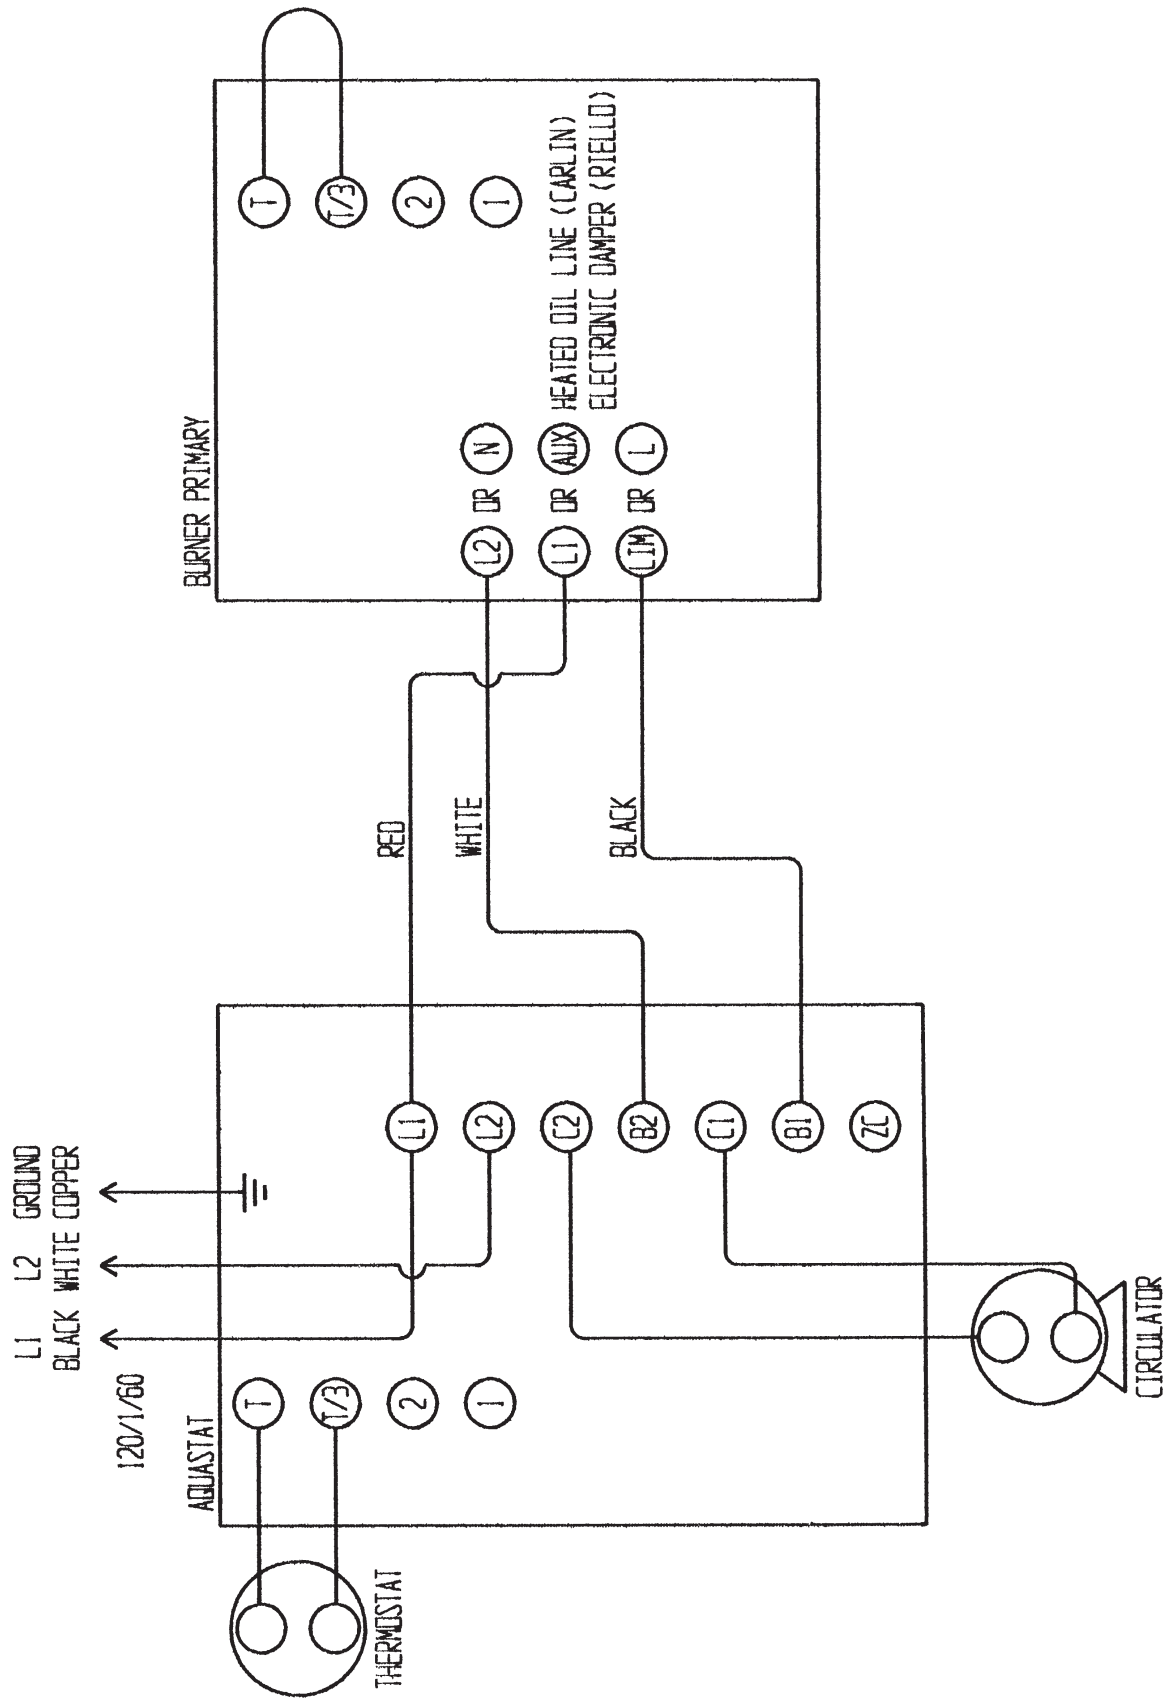 120/1/60
L1 L2 GROUND
BLACK WHITE COPPER
AQUASTAT
BURNER PRIMARY
T
T/3
2
1
L1
L2
C2
B2
C1
B1
ZC
THERMOSTAT
CIRCULATOR
RED
WHITE
BLACK
L2 OR N
L1 OR AUX HEATED OIL LINE (CARLIN)
ELECTRONIC DAMPER (RIELLO)
LIM OR L
T
T/3
2
1